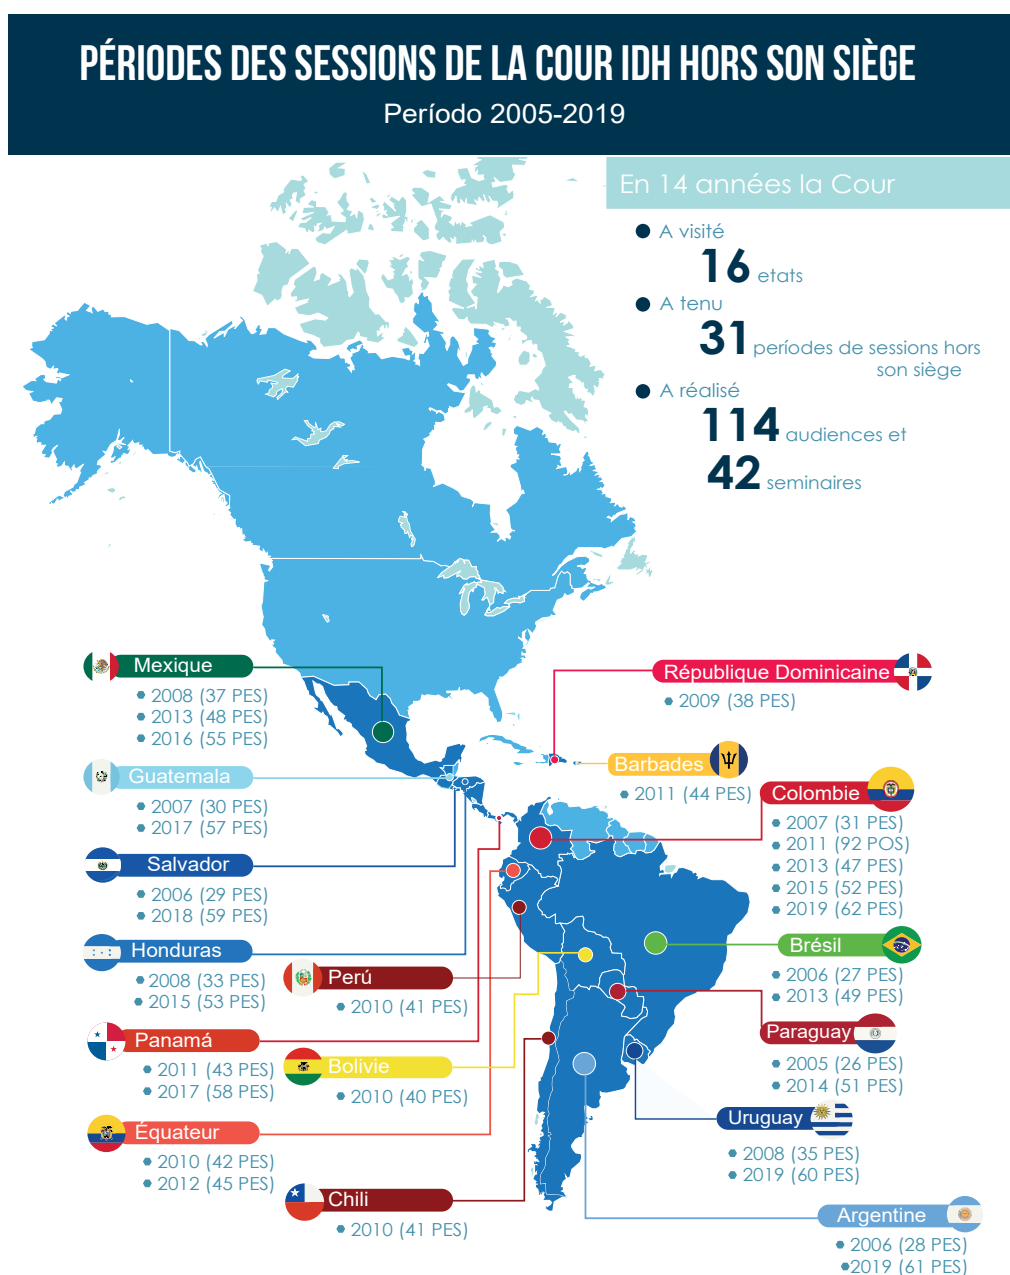 PÉRIODES DES SESSIONS DE LA COUR IDH HORS SON SIÈGE
Período 2005-2019
En 14 années la Cour
A visité
16 etats
A tenu
31 períodes de sessions hors
son siège
A réalisé
114 audiences et
42 seminaires
Mexique
2008 (37 PES)
2013 (48 PES)
2016 (55 PES)
Guatemala
2007 (30 PES)
2017 (57 PES)
Salvador
2006 (29 PES)
2018 (59 PES)
Honduras
2008 (33 PES)
2015 (53 PES)
Perú
2010 (41 PES)
Panamá
2011 (43 PES)
2017 (58 PES)
Bolivie
2010 (40 PES)
Équateur
2010 (42 PES)
2012 (45 PES)
Chili
2010 (41 PES)
République Dominicaine
2009 (38 PES)
Barbades
2011 (44 PES)
Colombie
2007 (31 PES)
2011 (92 POS)
2013 (47 PES)
2015 (52 PES)
2019 (62 PES)
Brésil
2006 (27 PES)
2013 (49 PES)
Paraguay
2005 (26 PES)
2014 (51 PES)
Uruguay
2008 (35 PES)
2019 (60 PES)
Argentine
2006 (28 PES)
2019 (61 PES)